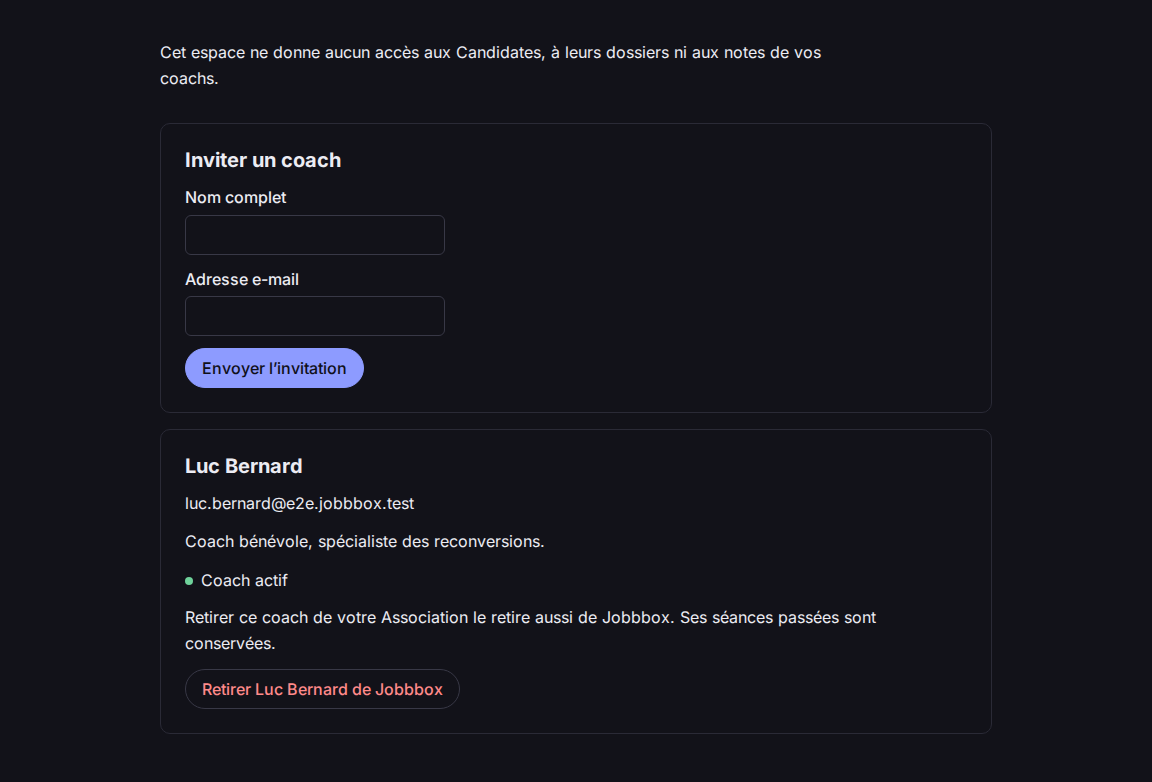 Cet espace ne donne aucun accès aux Candidates, à leurs dossiers ni aux notes de vos
coachs.
Inviter un coach
Nom complet
Adresse e-mail
Envoyer l’invitation
Luc Bernard
luc.bernard@e2e.jobbbox.test
Coach bénévole, spécialiste des reconversions.
Coach actif
Retirer ce coach de votre Association le retire aussi de Jobbbox. Ses séances passées sont
conservées.
Retirer Luc Bernard de Jobbbox